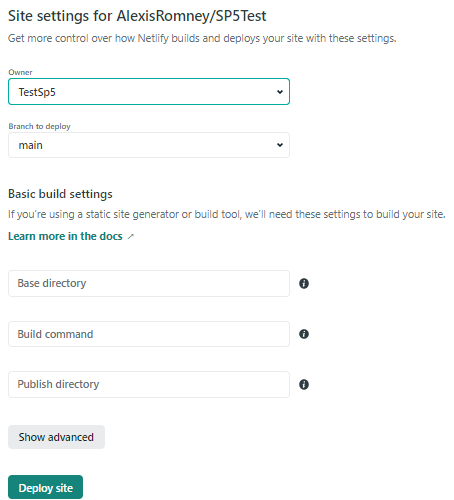 Site settings for AlexisRomney/SP5Test
Get more control over how Netlify builds and deploys your site with these settings.
Owner
TestSp5
Branch to deploy
main
Basic build settings
If you're using a static site generator or build tool, we'll need these settings to build your site.
Learn more in the docs ↗
Base directory
Build command
Publish directory
Show advanced
Deploy site